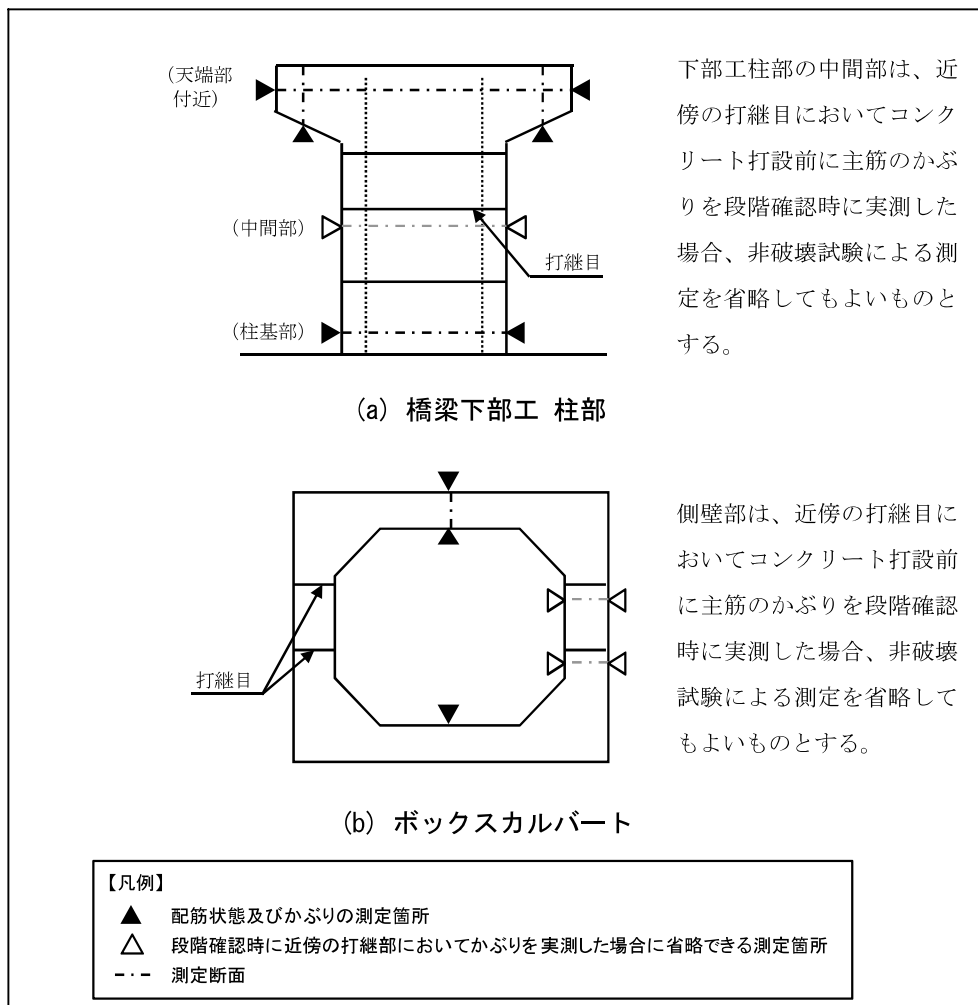 (天端部
付近)
下部工柱部の中間部は、近
傍の打継目においてコンク
リート打設前に主筋のかぶ
りを段階確認時に実測した
場合、非破壊試験による測
定を省略してもよいものと
する。
(中間部)
打継目
(柱基部)
(a) 橋梁下部工 柱部
側壁部は、近傍の打継目に
おいてコンクリート打設前
に主筋のかぶりを段階確認
時に実測した場合、非破壊
試験による測定を省略して
もよいものとする。
打継目
(b) ボックスカルバート
【凡例】
▲ 配筋状態及びかぶりの測定箇所
△ 段階確認時に近傍の打継部においてかぶりを実測した場合に省略できる測定箇所
測定断面